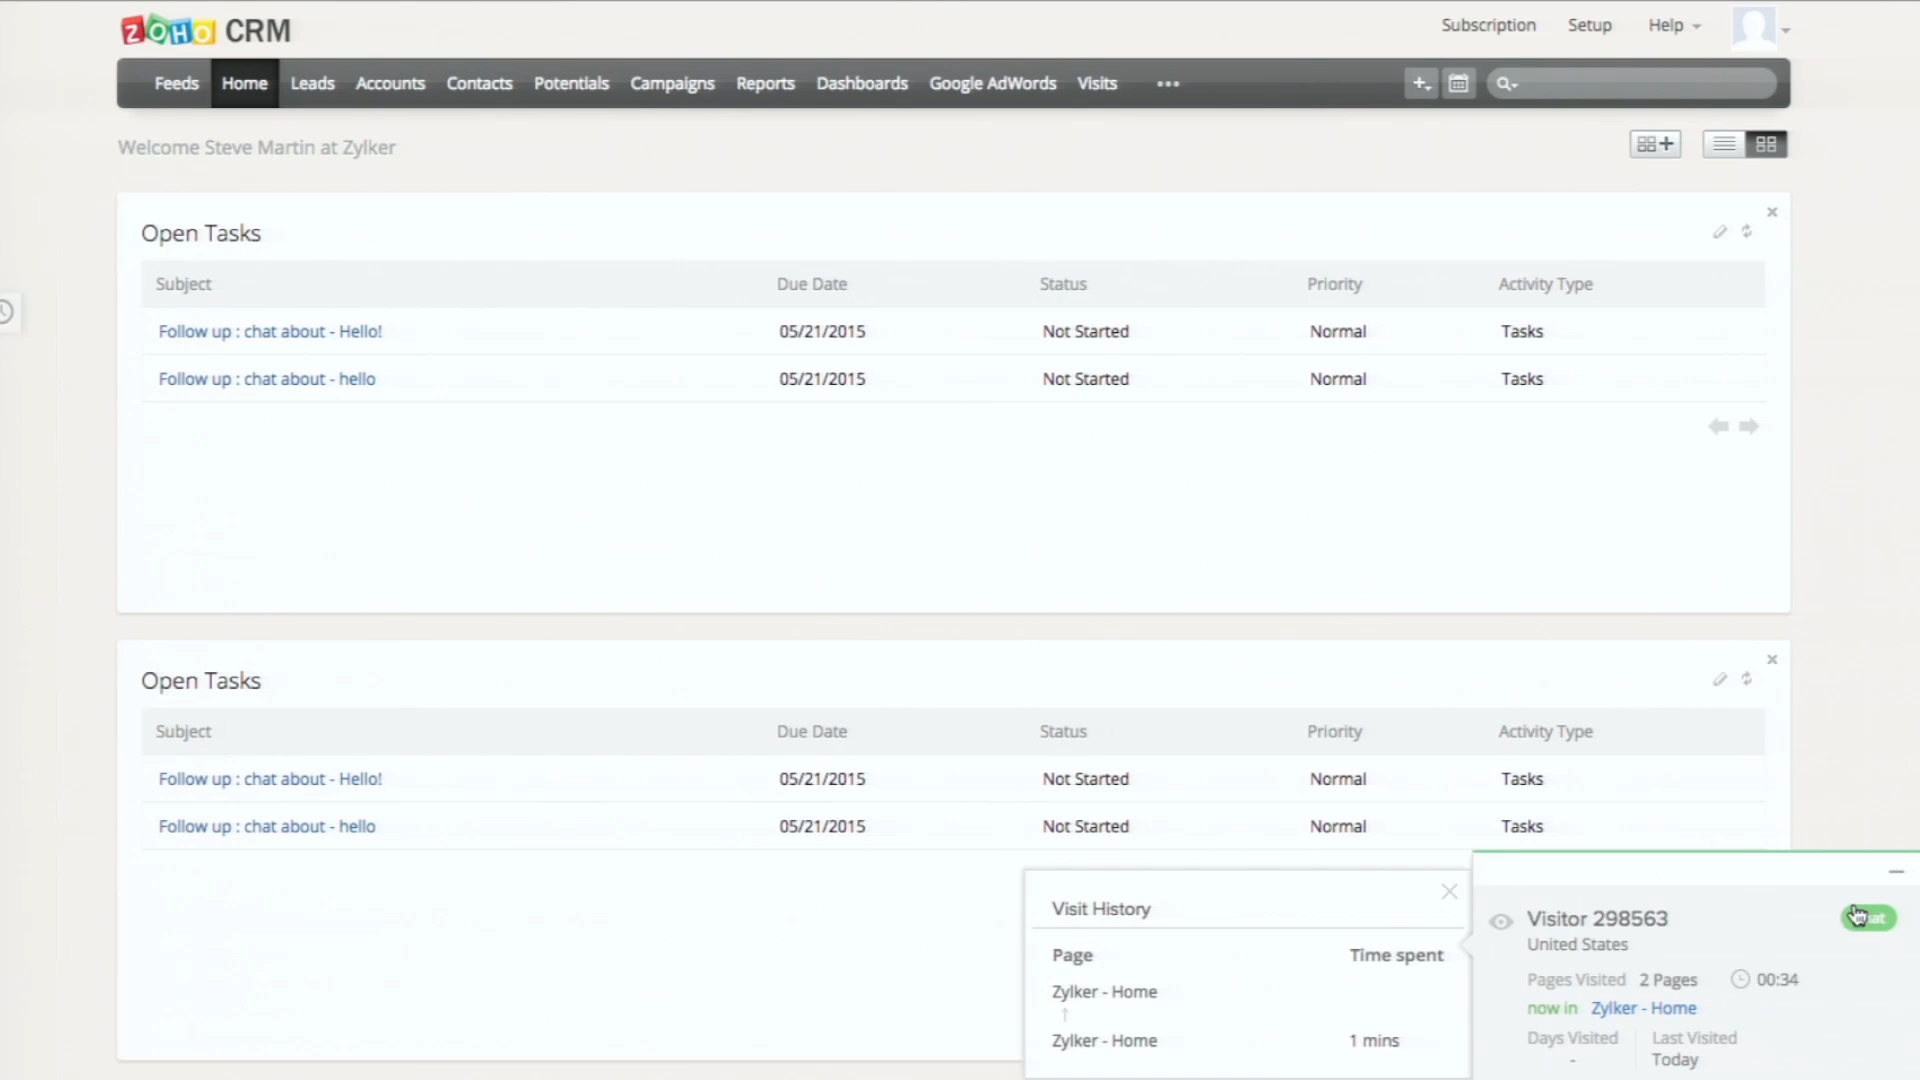 ZOHO CRM
Subscription Setup Help
Feeds Home Leads Accounts Contacts Potentials Campaigns Reports Dashboards Google AdWords Visits •••
Welcome Steve Martin at Zylker
Open Tasks
Subject Due Date Status Priority Activity Type
Follow up : chat about - Hello! 05/21/2015 Not Started Normal Tasks
Follow up : chat about - hello 05/21/2015 Not Started Normal Tasks
Open Tasks
Subject Due Date Status Priority Activity Type
Follow up : chat about - Hello! 05/21/2015 Not Started Normal Tasks
Follow up : chat about - hello 05/21/2015 Not Started Normal Tasks
Visit History
Page Time spent
Zylker - Home
Zylker - Home 1 mins
Visitor 298563
United States
Pages Visited 2 Pages 00:34
now in Zylker - Home
Days Visited Last Visited
- Today